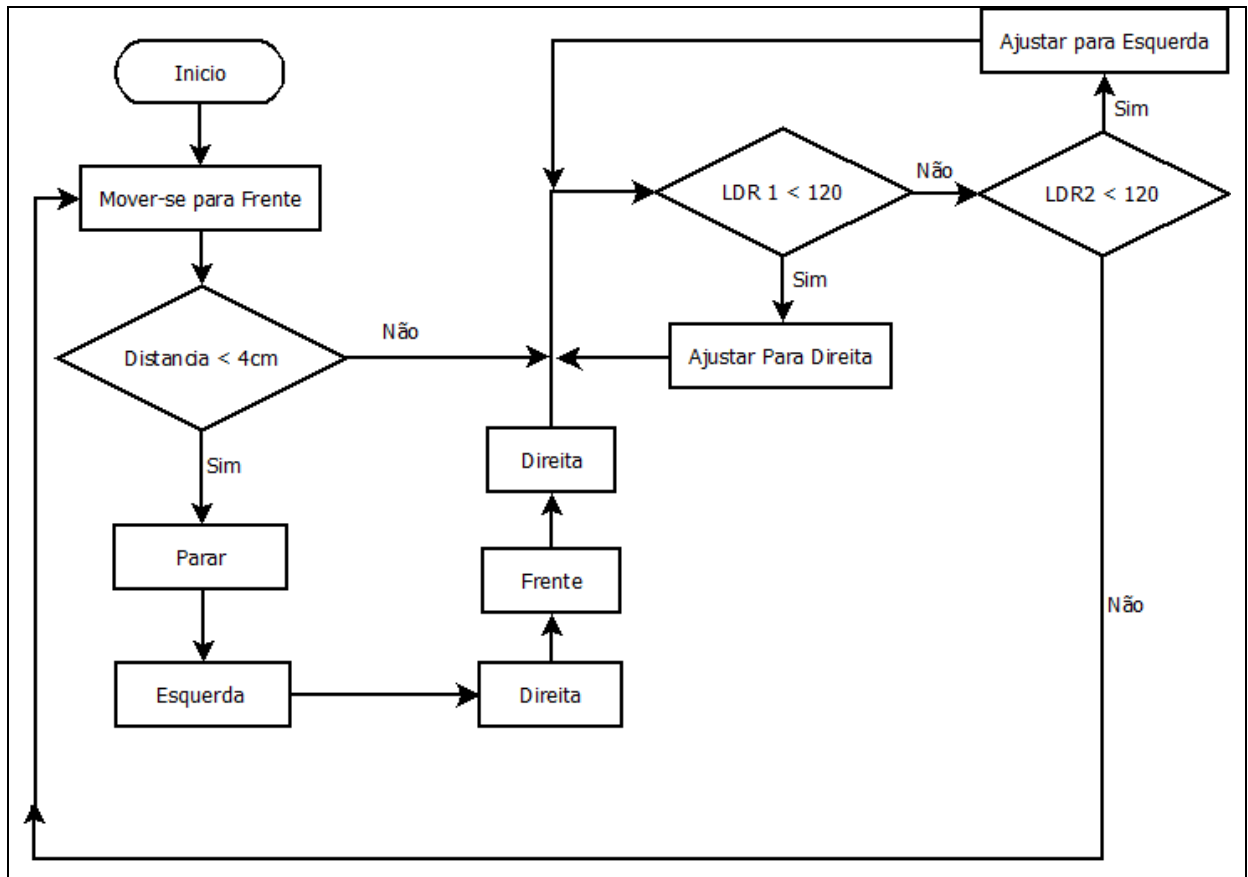 Inicio
Mover-se para Frente
Distancia < 4cm
Não
Sim
Parar
Esquerda
Direita
Frente
Direita
LDR 1 < 120
Sim
Ajustar Para Direita
Não
LDR2 < 120
Sim
Ajustar para Esquerda
Não